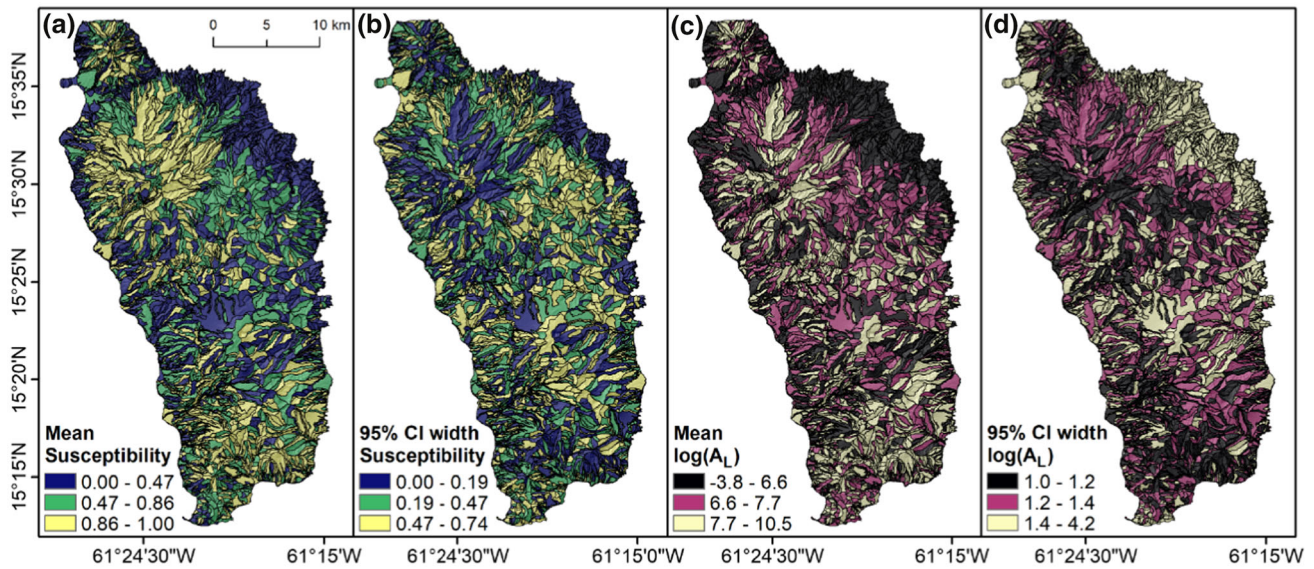 (a)
0 5 10 km
(b)
(c)
(d)
15°35'N
15°30'N
15°25'N
15°20'N
15°15'N
Mean
Susceptibility
0.00 - 0.47
0.47 - 0.86
0.86 - 1.00
95% CI width
Susceptibility
0.00 - 0.19
0.19 - 0.47
0.47 - 0.74
Mean
log(A_L)
-3.8 - 6.6
6.6 - 7.7
7.7 - 10.5
95% CI width
log(A_L)
1.0 - 1.2
1.2 - 1.4
1.4 - 4.2
61°24'30"W 61°15'W 61°24'30"W 61°15'0"W 61°24'30"W 61°15'W 61°24'30"W 61°15'W